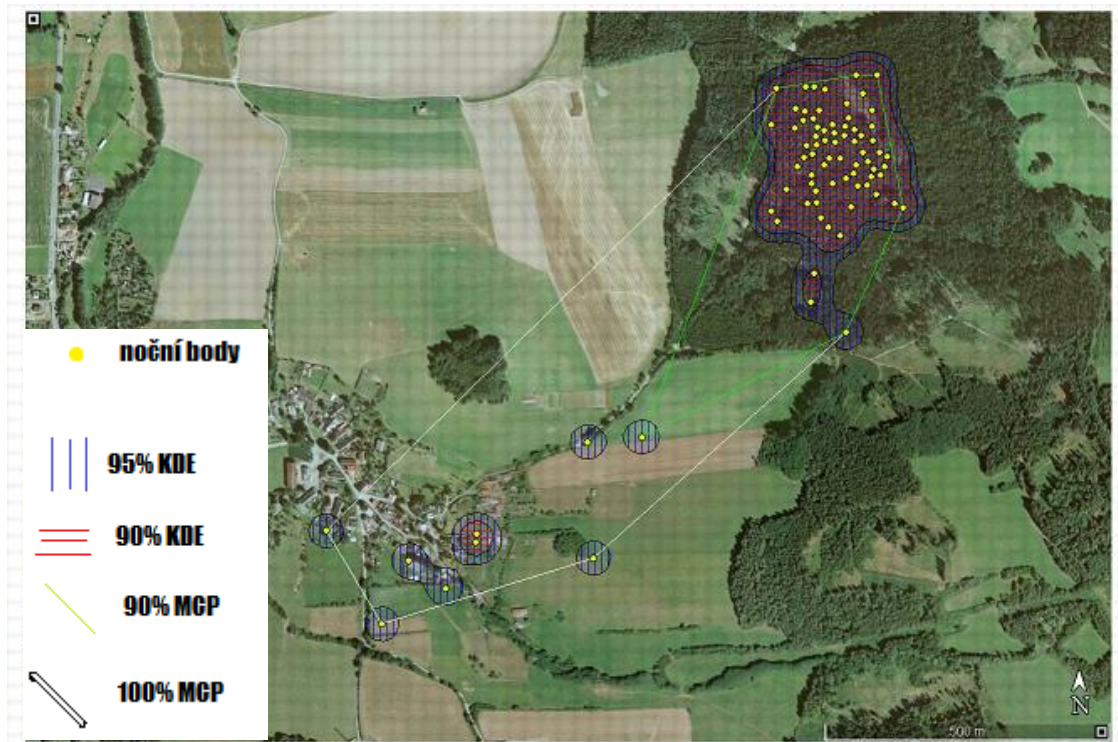 noční body
95% KDE
90% KDE
90% MCP
100% MCP
N
500 m